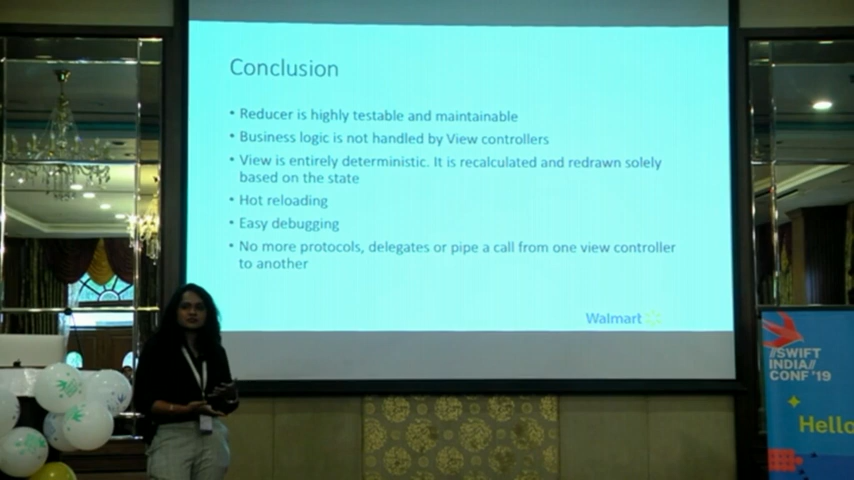 Conclusion
• Reducer is highly testable and maintainable
• Business logic is not handled by View controllers
• View is entirely deterministic. It is recalculated and redrawn solely
based on the state
• Hot reloading
• Easy debugging
• No more protocols, delegates or pipe a call from one view controller
to another
Walmart
//SWIFT
INDIA//
CONF '19
Hello